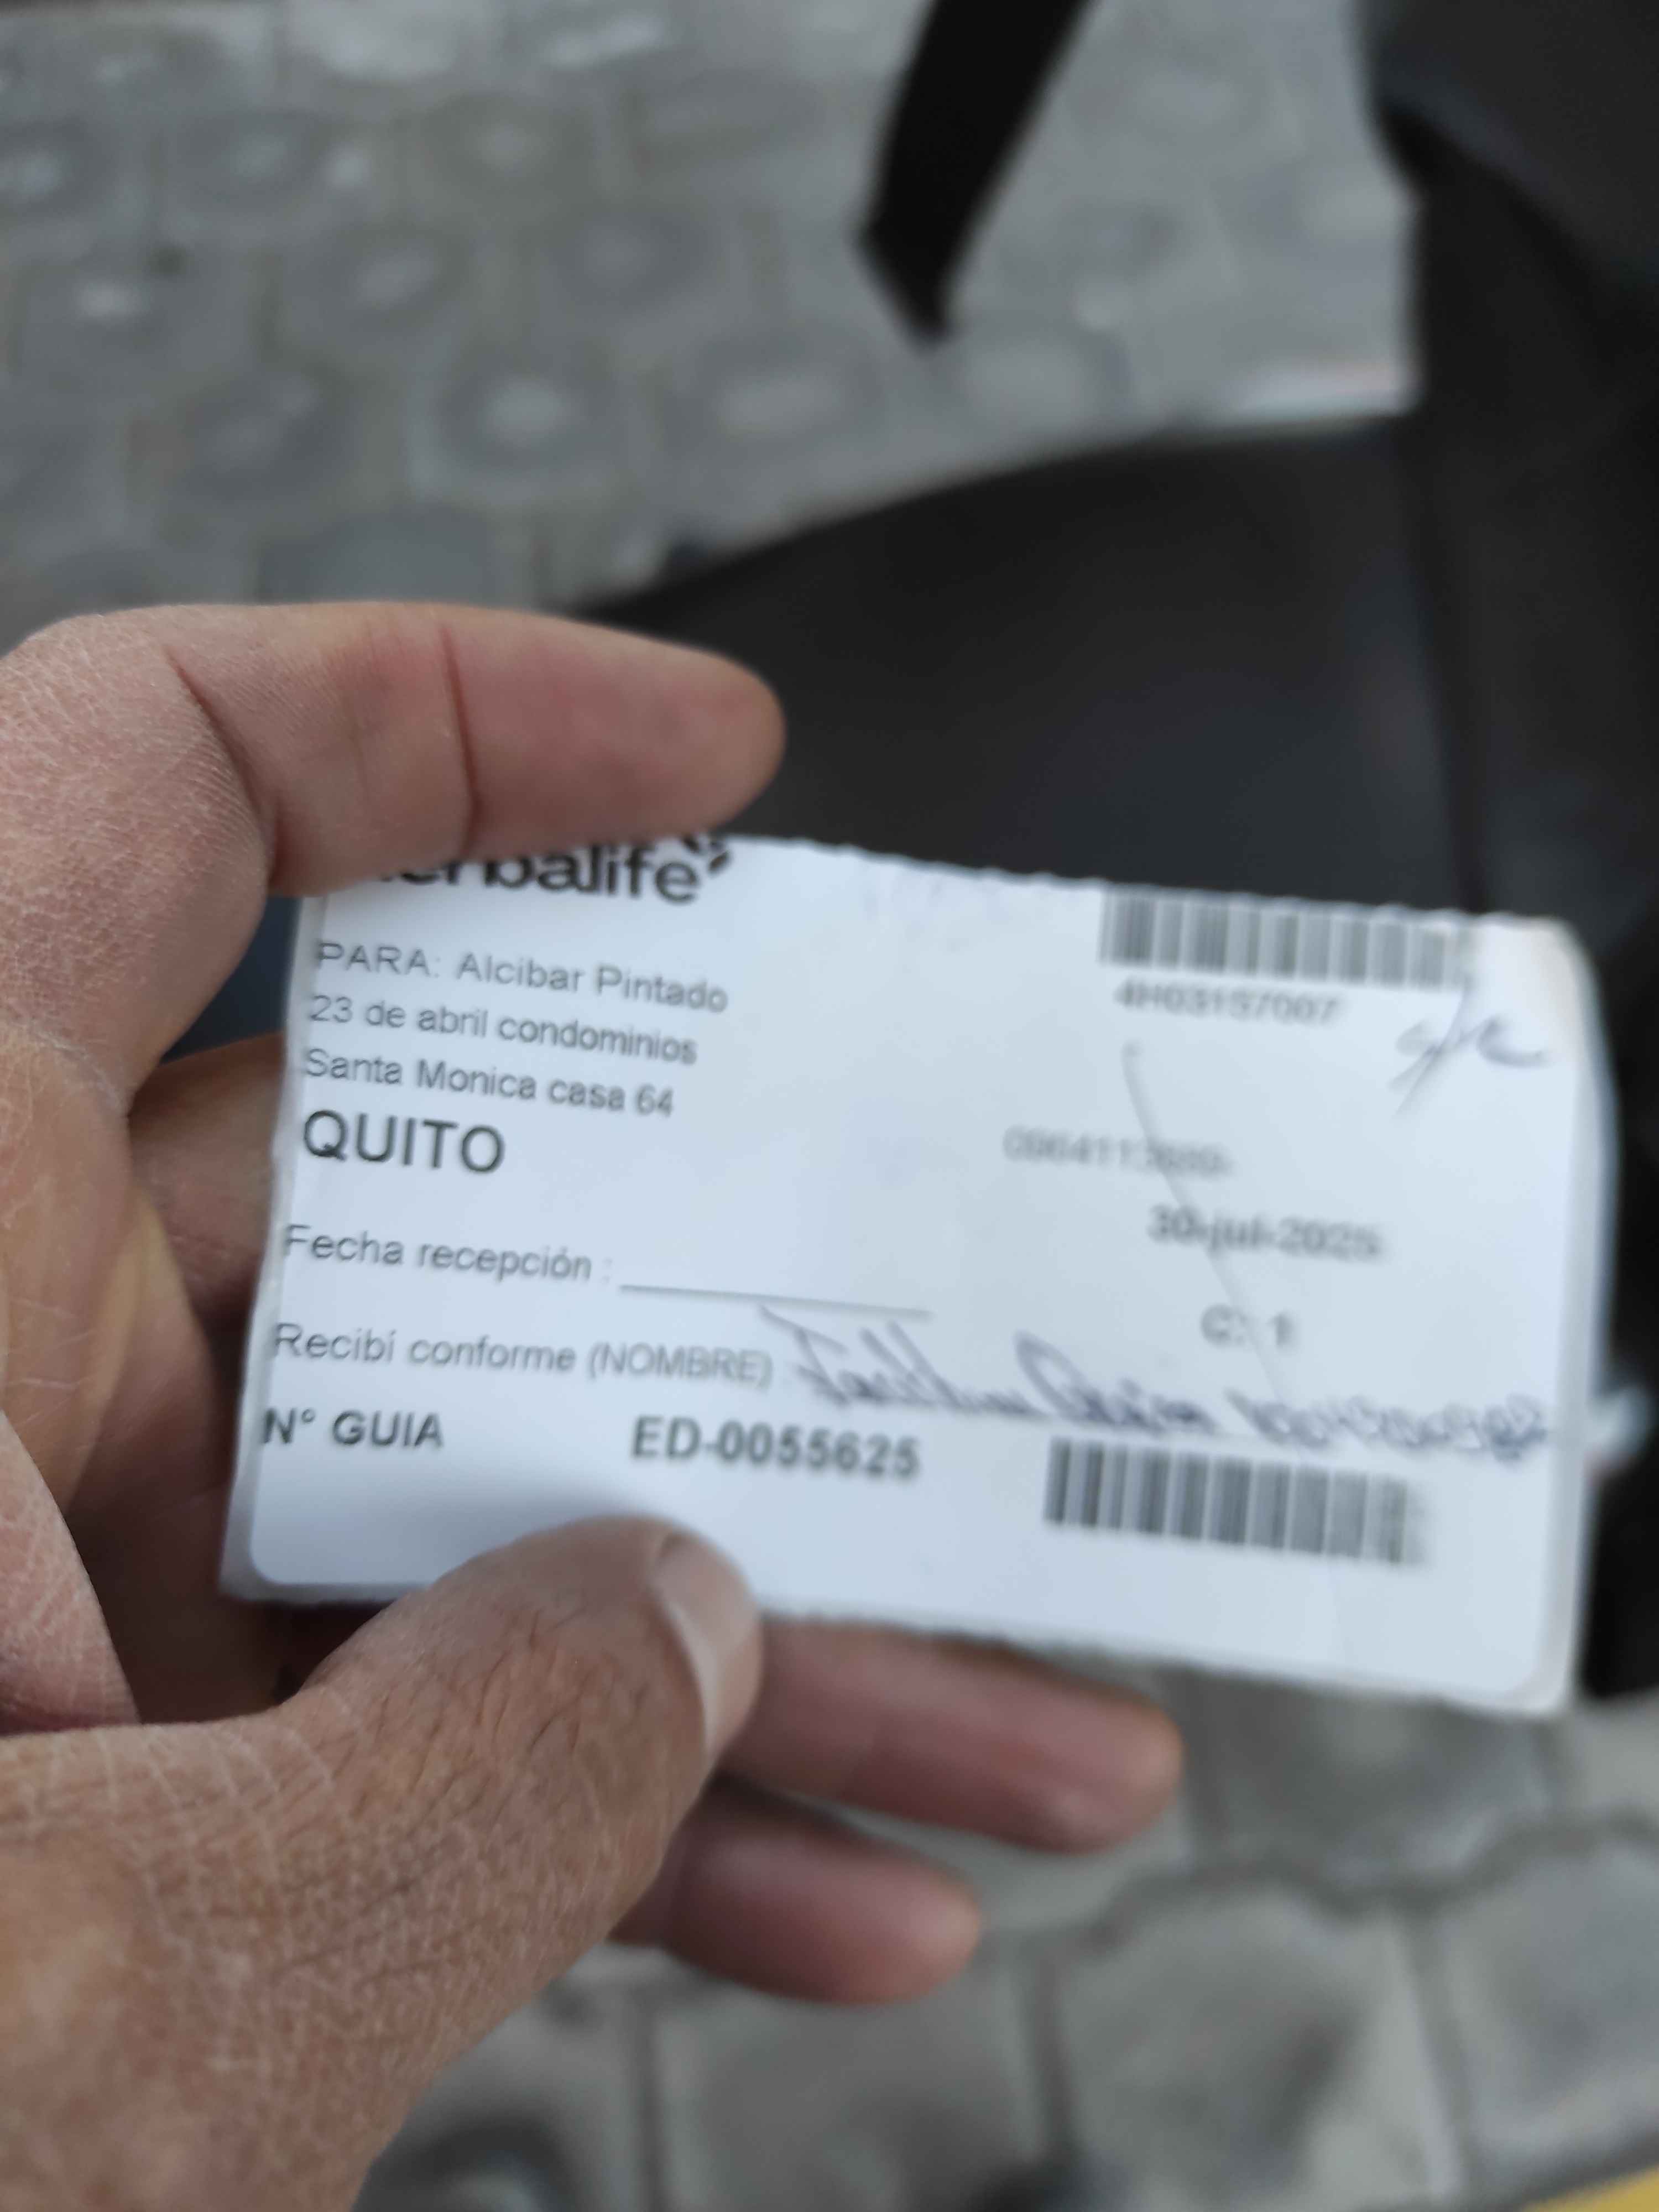 Herbalife
PARA: Alcibar Pintado
23 de abril condominios
Santa Monica casa 64
QUITO
4H03157007
30-jul-2025
C: 1
Fecha recepción :
Recibí conforme (NOMBRE)
N° GUIA ED-0055625